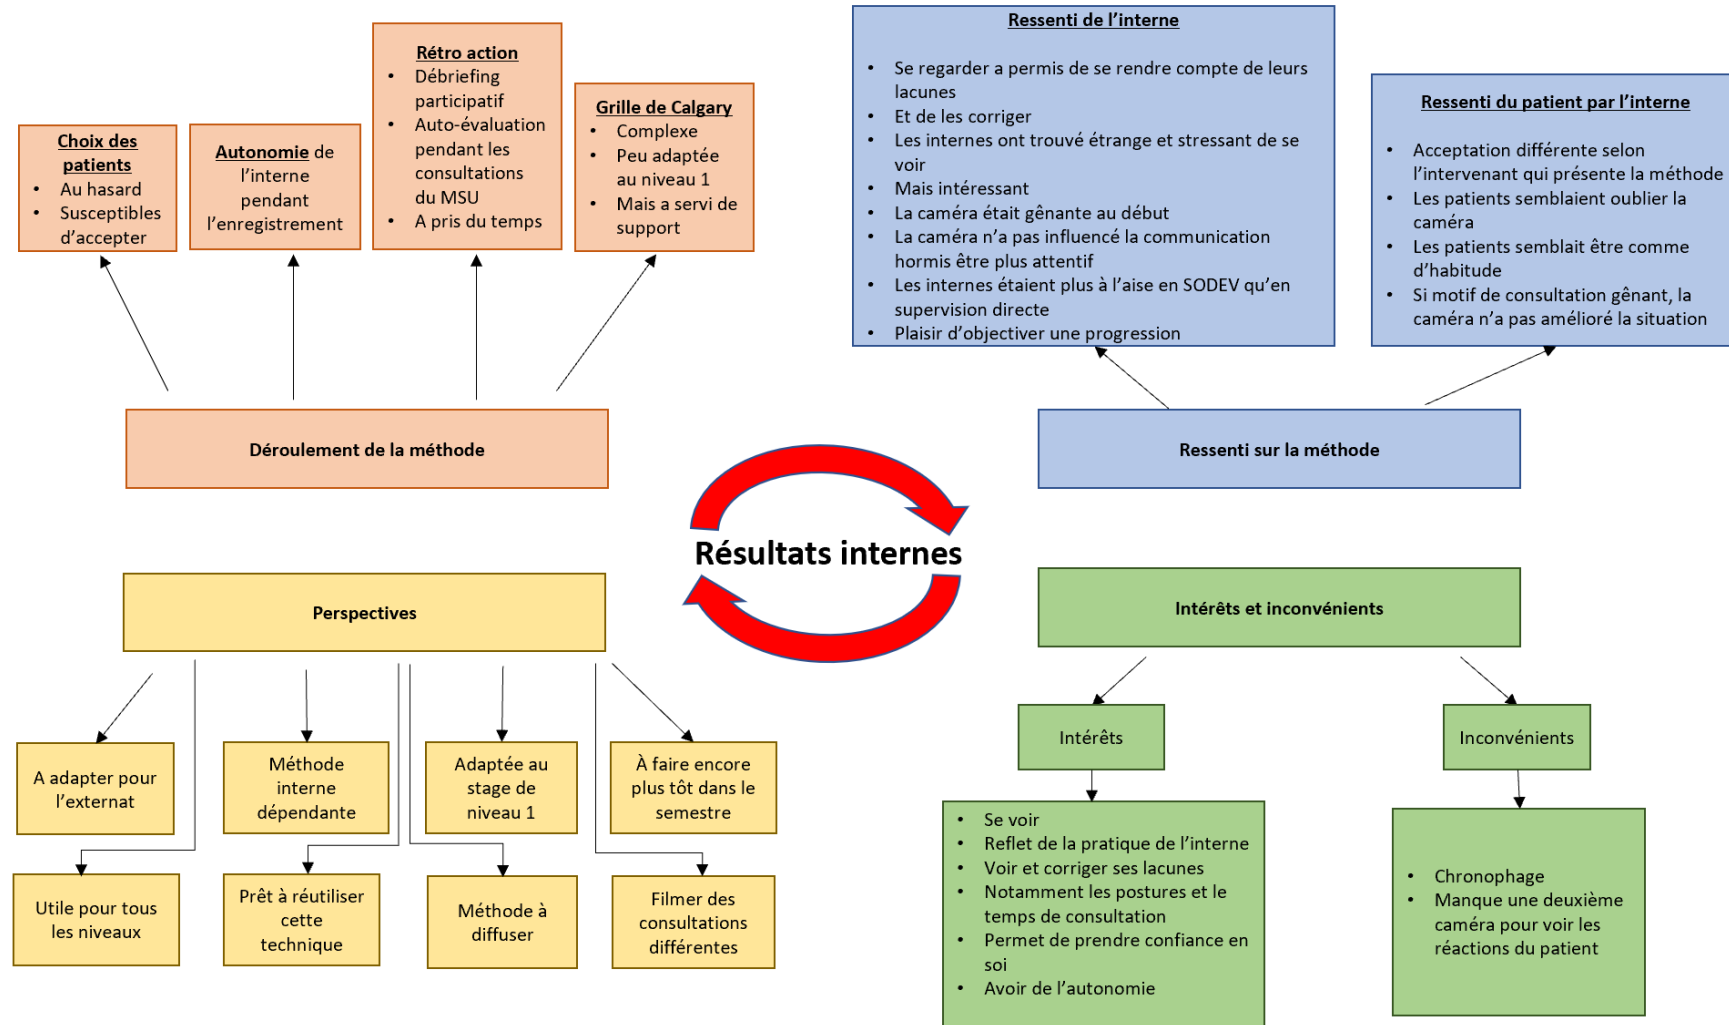 Choix des
patients
• Au hasard
• Susceptibles
d’accepter
Autonomie de
l’interne
pendant
l’enregistrement
Rétro action
• Débriefing
participatif
• Auto-évaluation
pendant les
consultations
du MSU
• A pris du temps
Grille de Calgary
• Complexe
• Peu adaptée
au niveau 1
• Mais a servi de
support
Déroulement de la méthode
Ressenti de l’interne
• Se regarder a permis de se rendre compte de leurs
lacunes
• Et de les corriger
• Les internes ont trouvé étrange et stressant de se
voir
• Mais intéressant
• La caméra était gênante au début
• La caméra n’a pas influencé la communication
hormis être plus attentif
• Les internes étaient plus à l’aise en SODEV qu’en
supervision directe
• Plaisir d’objectiver une progression
Ressenti du patient par l’interne
• Acceptation différente selon
l’intervenant qui présente la méthode
• Les patients semblaient oublier la
caméra
• Les patients semblait être comme
d’habitude
• Si motif de consultation gênant, la
caméra n’a pas amélioré la situation
Ressenti sur la méthode
Résultats internes
Perspectives
A adapter pour
l’externat
Méthode
interne
dépendante
Adaptée au
stage de
niveau 1
À faire encore
plus tôt dans le
semestre
Utile pour tous
les niveaux
Prêt à réutiliser
cette
technique
Méthode à
diffuser
Filmer des
consultations
différentes
Intérêts et inconvénients
Intérêts
• Se voir
• Reflet de la pratique de l’interne
• Voir et corriger ses lacunes
• Notamment les postures et le
temps de consultation
• Permet de prendre confiance en
soi
• Avoir de l’autonomie
Inconvénients
• Chronophage
• Manque une deuxième
caméra pour voir les
réactions du patient